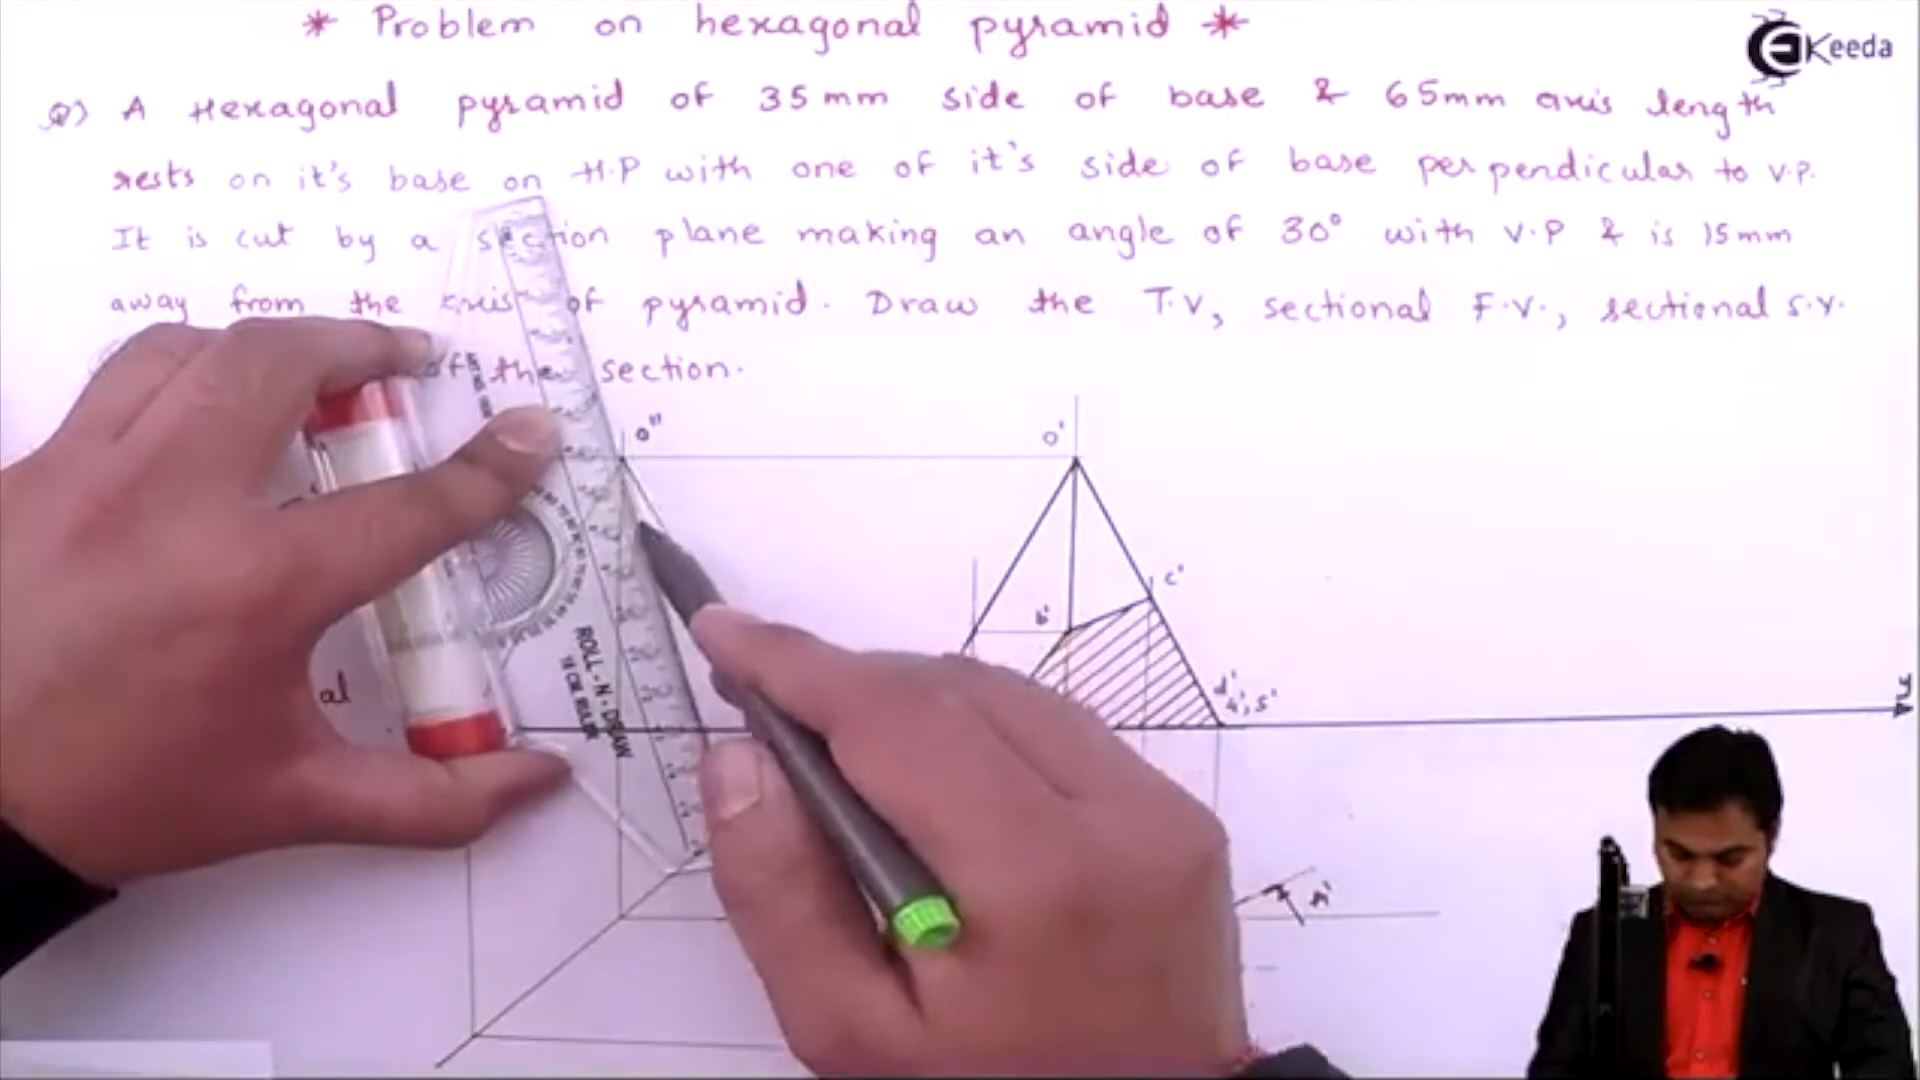 * Problem on hexagonal pyramid *
Keeda
Q) A Hexagonal pyramid of 35mm side of base & 65mm axis length
rests on it's base on H.P with one of it's side of base perpendicular to V.P.
It is cut by a section plane making an angle of 30° with V.P & is 15mm
away from the axis of pyramid. Draw the T.V, sectional F.V., sectional S.V.
of the section.
o" o'
c'
b'
d'
4', 5'
ROLL-N-DRAW